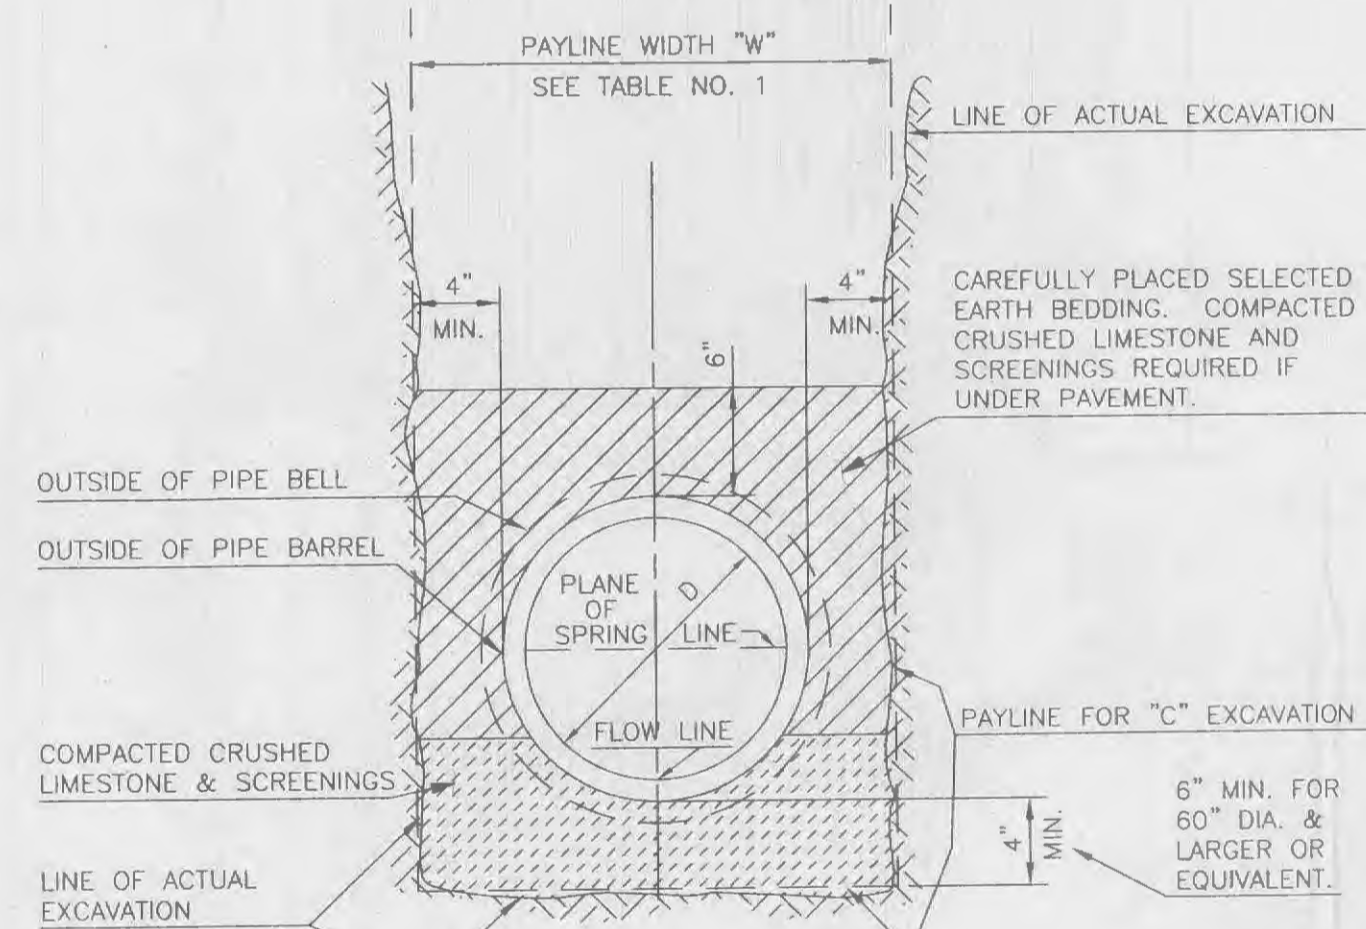 PAYLINE WIDTH "W"
SEE TABLE NO. 1
LINE OF ACTUAL EXCAVATION
4"
MIN.
4"
MIN.
6"
CAREFULLY PLACED SELECTED
EARTH BEDDING. COMPACTED
CRUSHED LIMESTONE AND
SCREENINGS REQUIRED IF
UNDER PAVEMENT.
OUTSIDE OF PIPE BELL
OUTSIDE OF PIPE BARREL
PLANE
OF
SPRING LINE
D
FLOW LINE
PAYLINE FOR "C" EXCAVATION
COMPACTED CRUSHED
LIMESTONE & SCREENINGS
4"
MIN.
6" MIN. FOR
60" DIA. &
LARGER OR
EQUIVALENT.
LINE OF ACTUAL
EXCAVATION